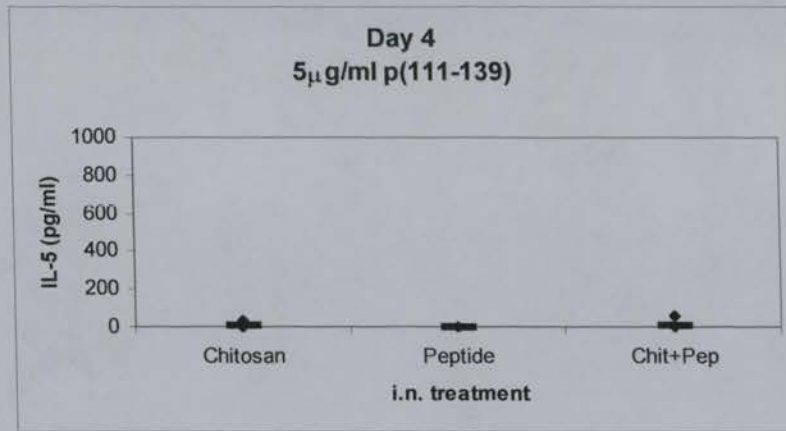 Day 4
5μg/ml p(111-139)
1000
800
600
400
200
0
IL-5 (pg/ml)
Chitosan Peptide Chit+Pep
i.n. treatment